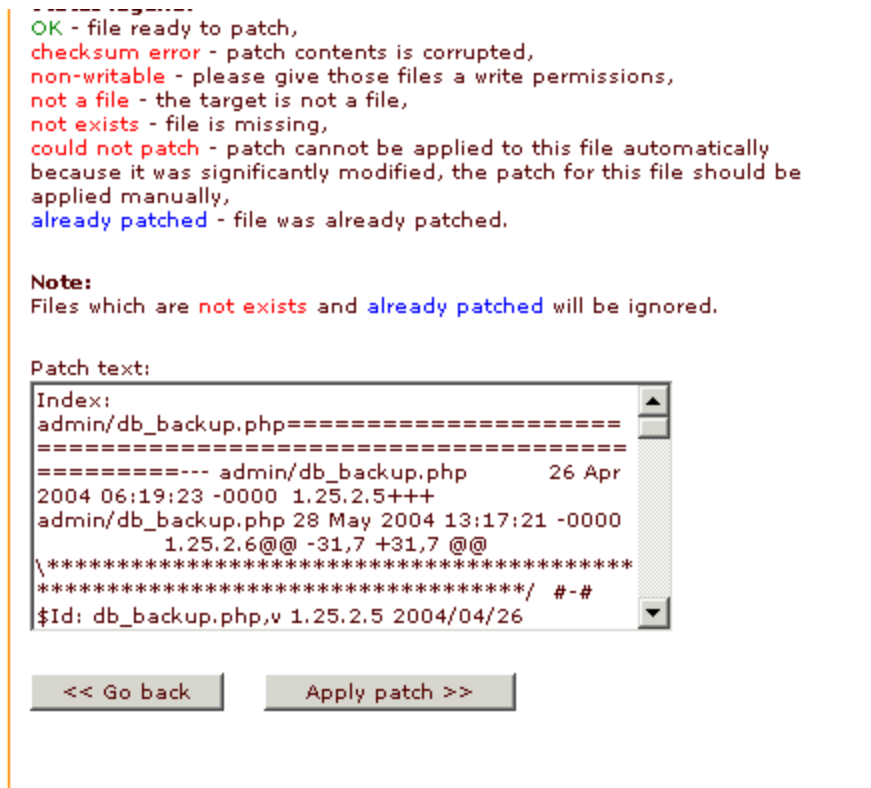 OK - file ready to patch,
checksum error - patch contents is corrupted,
non-writable - please give those files a write permissions,
not a file - the target is not a file,
not exists - file is missing,
could not patch - patch cannot be applied to this file automatically
because it was significantly modified, the patch for this file should be
applied manually,
already patched - file was already patched.
Note:
Files which are not exists and already patched will be ignored.
Patch text:
Index:
admin/db_backup.php=====================
=====================================
=========--- admin/db_backup.php 26 Apr
2004 06:19:23 -0000 1.25.2.5+++
admin/db_backup.php 28 May 2004 13:17:21 -0000
1.25.2.6@@ -31,7 +31,7 @@
\******************************************
***********************************/ #-#
$Id: db_backup.php,v 1.25.2.5 2004/04/26
<< Go back Apply patch >>